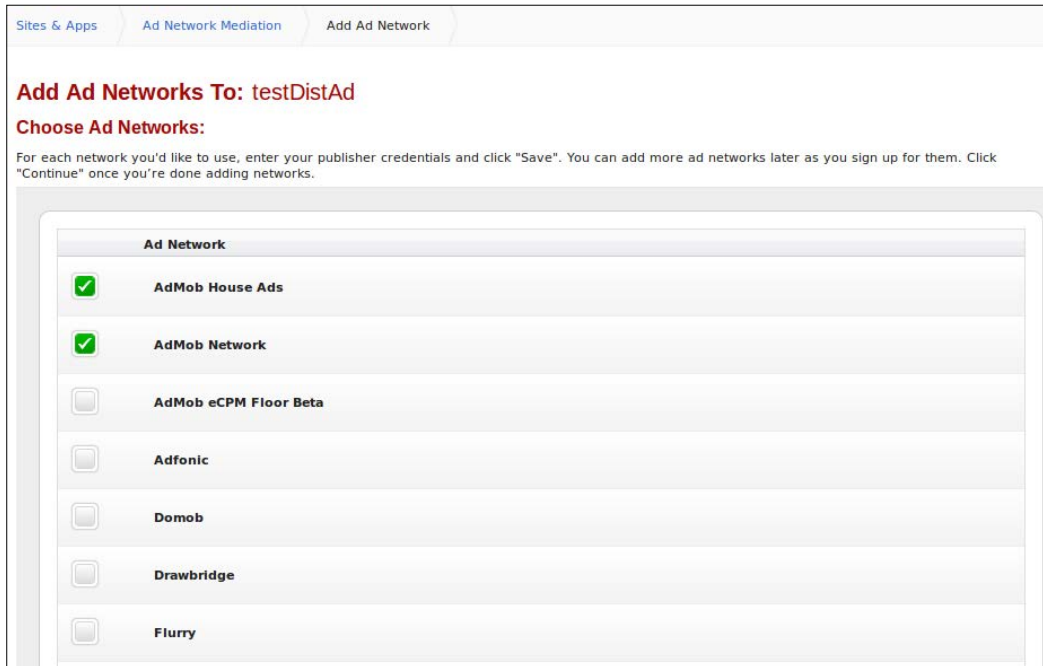 Sites & Apps Ad Network Mediation Add Ad Network
Add Ad Networks To: testDistAd
Choose Ad Networks:
For each network you'd like to use, enter your publisher credentials and click "Save". You can add more ad networks later as you sign up for them. Click
"Continue" once you’re done adding networks.
Ad Network
AdMob House Ads
AdMob Network
AdMob eCPM Floor Beta
Adfonic
Domob
Drawbridge
Flurry